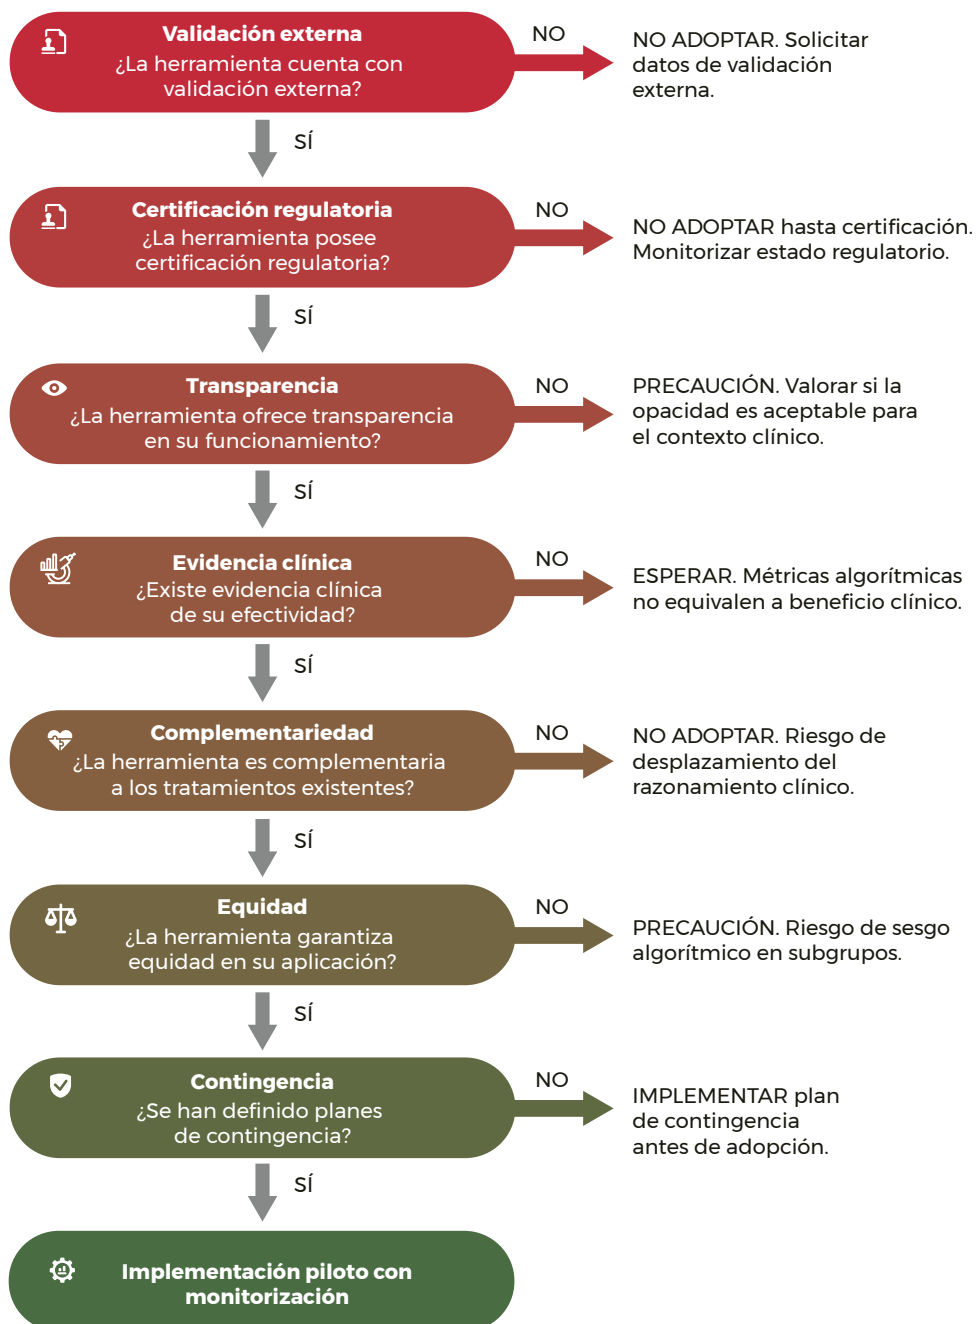 Validación externa
¿La herramienta cuenta con
validación externa?
NO
NO ADOPTAR. Solicitar
datos de validación
externa.
SÍ
Certificación regulatoria
¿La herramienta posee
certificación regulatoria?
NO
NO ADOPTAR hasta certificación.
Monitorizar estado regulatorio.
SÍ
Transparencia
¿La herramienta ofrece transparencia
en su funcionamiento?
NO
PRECAUCIÓN. Valorar si la
opacidad es aceptable para
el contexto clínico.
SÍ
Evidencia clínica
¿Existe evidencia clínica
de su efectividad?
NO
ESPERAR. Métricas algorítmicas
no equivalen a beneficio clínico.
SÍ
Complementariedad
¿La herramienta es complementaria
a los tratamientos existentes?
NO
NO ADOPTAR. Riesgo de
desplazamiento del
razonamiento clínico.
SÍ
Equidad
¿La herramienta garantiza
equidad en su aplicación?
NO
PRECAUCIÓN. Riesgo de sesgo
algorítmico en subgrupos.
SÍ
Contingencia
¿Se han definido planes
de contingencia?
NO
IMPLEMENTAR plan
de contingencia
antes de adopción.
SÍ
Implementación piloto con
monitorización